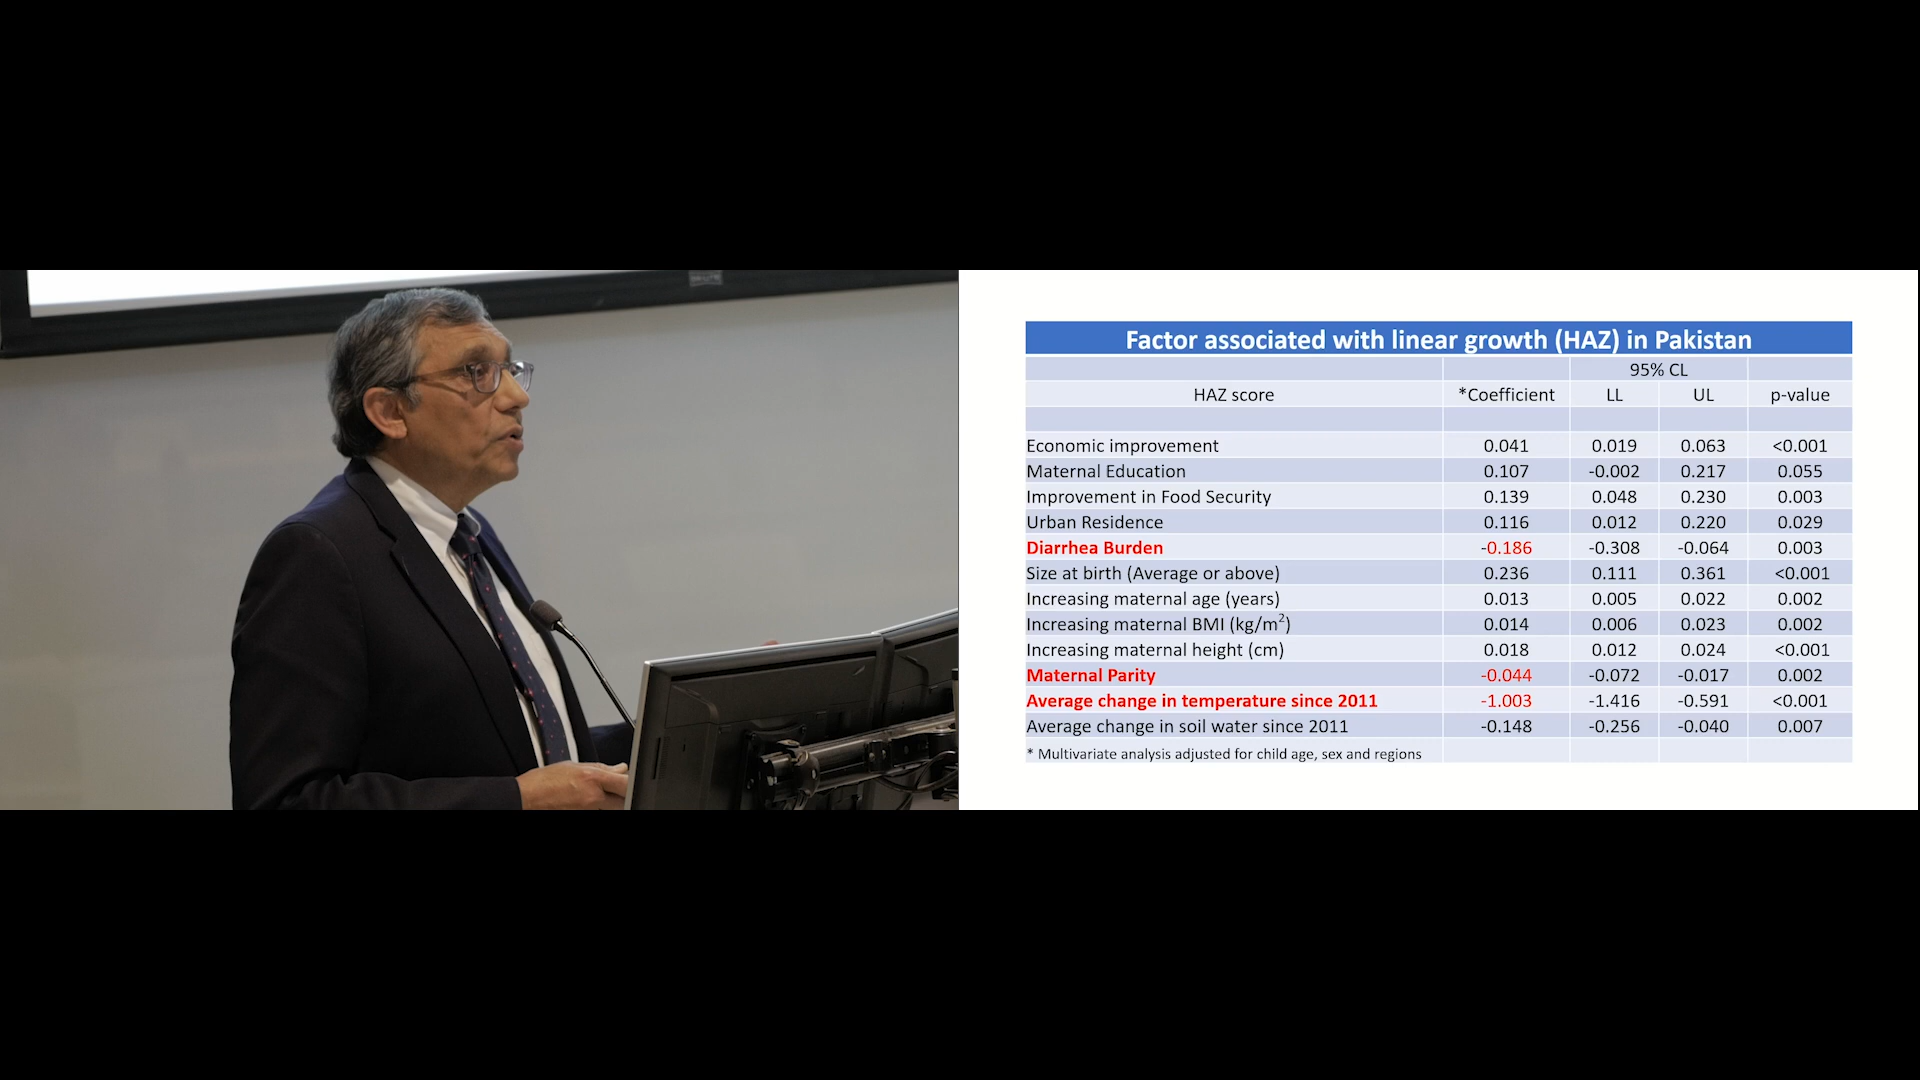 Factor associated with linear growth (HAZ) in Pakistan
95% CL
HAZ score *Coefficient LL UL p-value
Economic improvement 0.041 0.019 0.063 <0.001
Maternal Education 0.107 -0.002 0.217 0.055
Improvement in Food Security 0.139 0.048 0.230 0.003
Urban Residence 0.116 0.012 0.220 0.029
Diarrhea Burden -0.186 -0.308 -0.064 0.003
Size at birth (Average or above) 0.236 0.111 0.361 <0.001
Increasing maternal age (years) 0.013 0.005 0.022 0.002
Increasing maternal BMI (kg/m²) 0.014 0.006 0.023 0.002
Increasing maternal height (cm) 0.018 0.012 0.024 <0.001
Maternal Parity -0.044 -0.072 -0.017 0.002
Average change in temperature since 2011 -1.003 -1.416 -0.591 <0.001
Average change in soil water since 2011 -0.148 -0.256 -0.040 0.007
* Multivariate analysis adjusted for child age, sex and regions